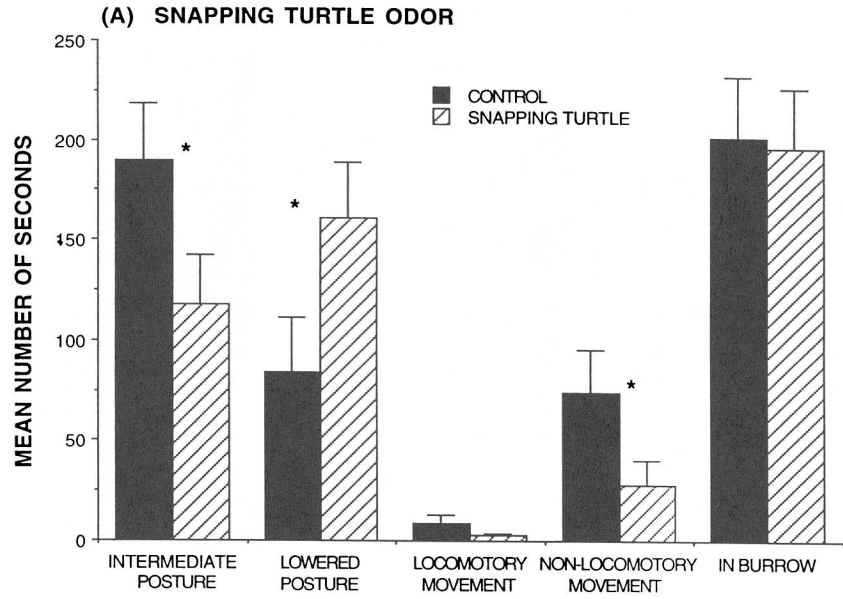 (A) SNAPPING TURTLE ODOR
250
200
150
100
50
0
MEAN NUMBER OF SECONDS
CONTROL
SNAPPING TURTLE
*
*
*
INTERMEDIATE
POSTURE
LOWERED
POSTURE
LOCOMOTORY
MOVEMENT
NON-LOCOMOTORY
MOVEMENT
IN BURROW